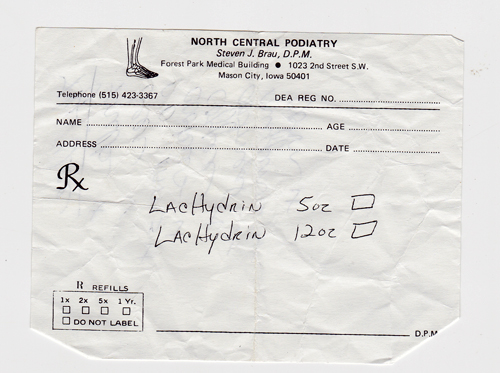 NORTH CENTRAL PODIATRY
Steven J. Brau, D.P.M.
Forest Park Medical Building ● 1023 2nd Street S.W.
Mason City, Iowa 50401
Telephone (515) 423-3367 DEA REG NO.
NAME AGE
ADDRESS DATE
Rx
LACHYDRIN 5oz □
LACHYDRIN 12oz □
R REFILLS
1x 2x 5x 1 Yr.
□ □ □ □
□ DO NOT LABEL
D.P.M.